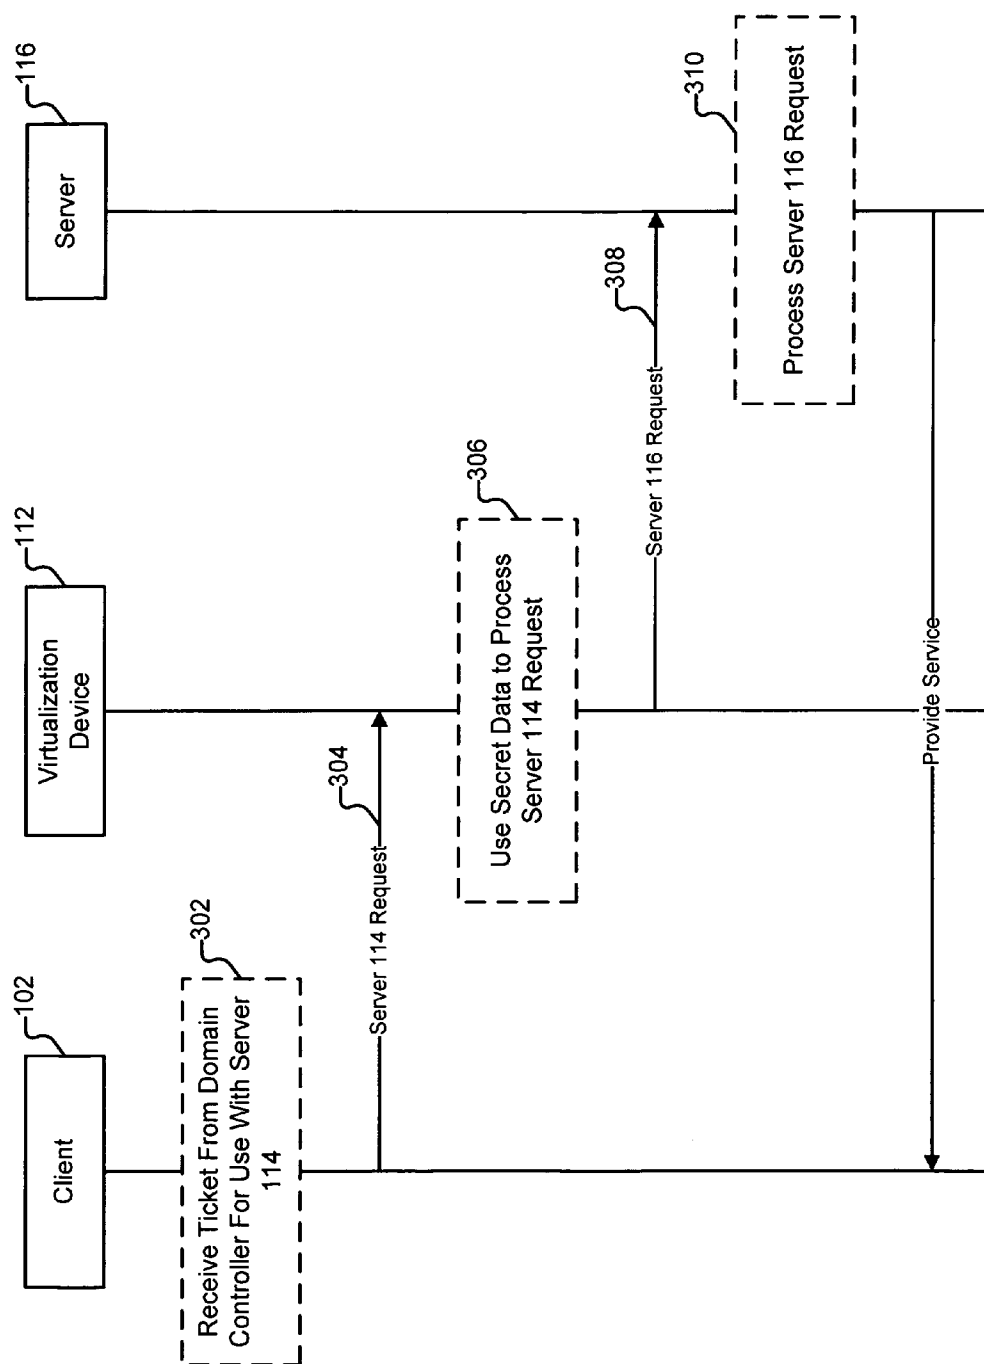 Client
102
Virtualization
Device
112
Server
116
Receive Ticket From Domain
Controller For Use With Server
114
302
Server 114 Request
304
Use Secret Data to Process
Server 114 Request
306
Server 116 Request
308
Process Server 116 Request
310
Provide Service